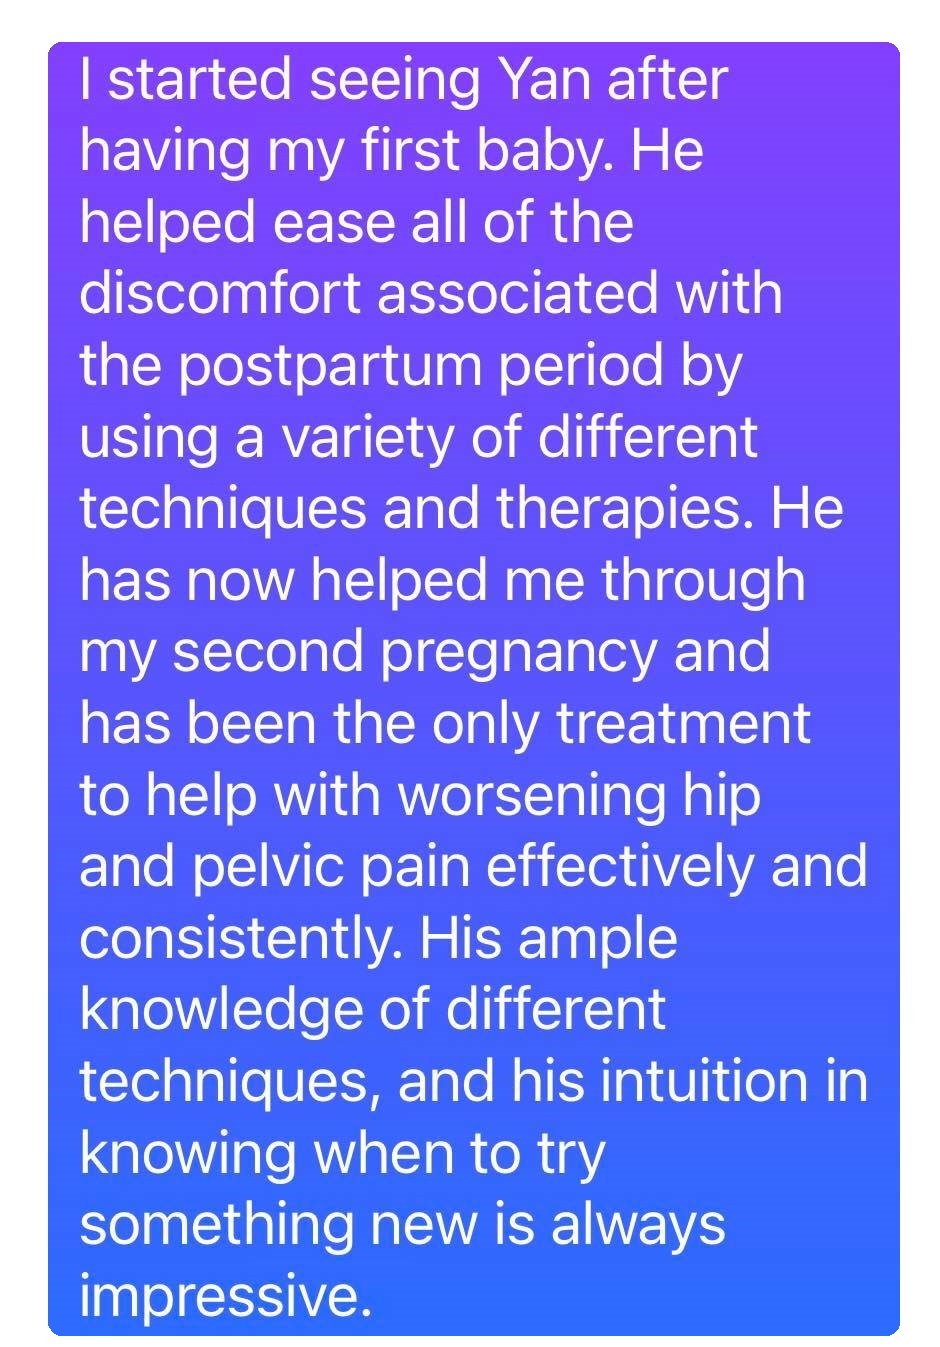 I started seeing Yan after
having my first baby. He
helped ease all of the
discomfort associated with
the postpartum period by
using a variety of different
techniques and therapies. He
has now helped me through
my second pregnancy and
has been the only treatment
to help with worsening hip
and pelvic pain effectively and
consistently. His ample
knowledge of different
techniques, and his intuition in
knowing when to try
something new is always
impressive.